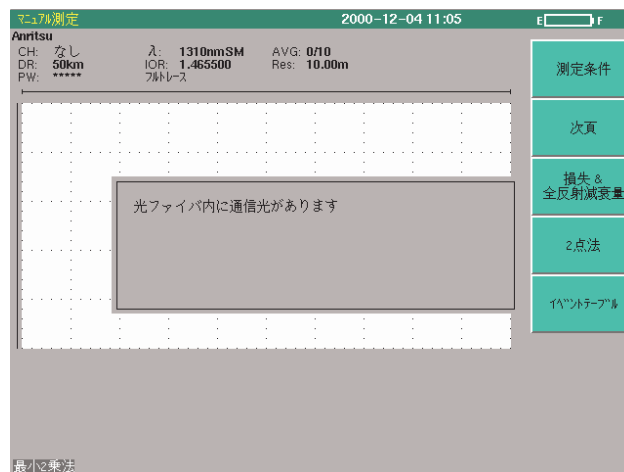 マニュアル測定 2000-12-04 11:05 E F
Anritsu
CH: なし λ: 1310nmSM AVG: 0/10
DR: 50km IOR: 1.465500 Res: 10.00m
PW: ***** フルトレース
測定条件
次頁
損失 &
全反射減衰量
2点法
イベントテーブル
光ファイバ内に通信光があります
最小2乗法